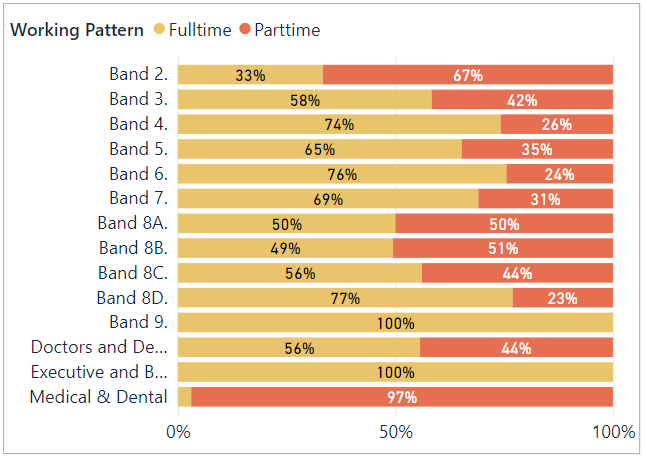 Working Pattern Fulltime Parttime
Band 2. 33% 67%
Band 3. 58% 42%
Band 4. 74% 26%
Band 5. 65% 35%
Band 6. 76% 24%
Band 7. 69% 31%
Band 8A. 50% 50%
Band 8B. 49% 51%
Band 8C. 56% 44%
Band 8D. 77% 23%
Band 9. 100%
Doctors and De... 56% 44%
Executive and B... 100%
Medical & Dental 97%
0% 50% 100%